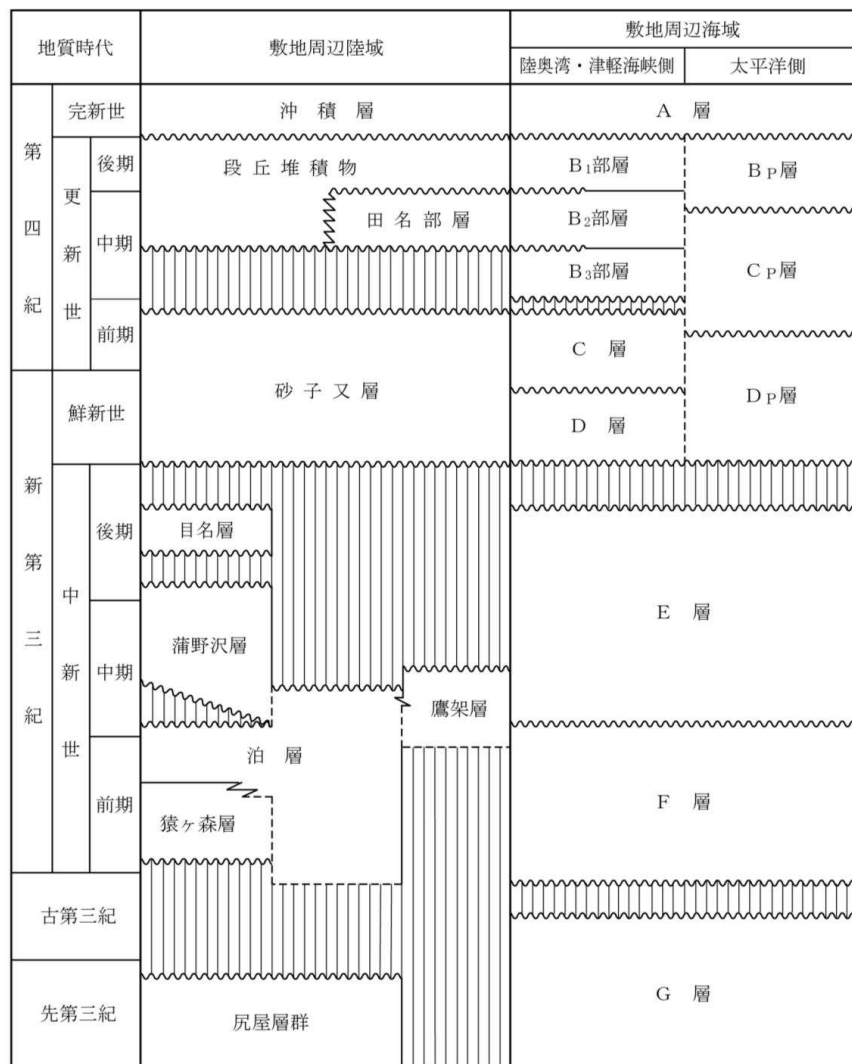 地質時代
敷地周辺陸域
敷地周辺海域
陸奥湾・津軽海峡側
太平洋側
第四紀
完新世
更新世
後期
中期
前期
新第三紀
鮮新世
中新世
後期
中期
前期
古第三紀
先第三紀
沖積層
段丘堆積物
田名部層
砂子又層
目名層
蒲野沢層
鷹架層
泊層
猿ヶ森層
尻屋層群
A 層
B₁部層
B₂部層
B₃部層
C 層
D 層
BP層
CP層
DP層
E 層
F 層
G 層